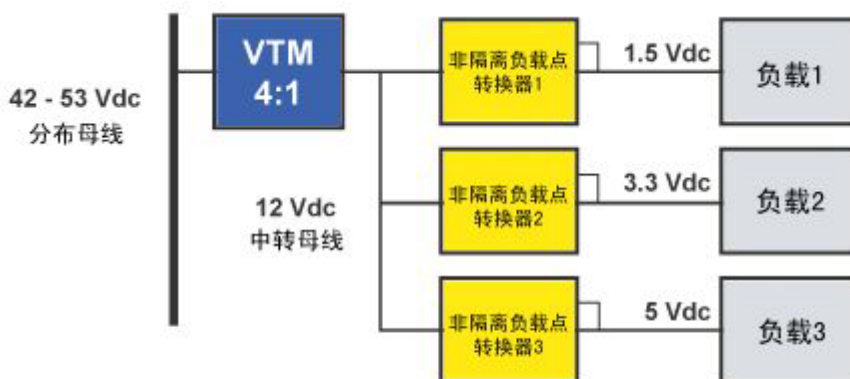 42 - 53 Vdc
分布母线
VTM
4:1
12 Vdc
中转母线
非隔离负载点
转换器1
1.5 Vdc
负载1
非隔离负载点
转换器2
3.3 Vdc
负载2
非隔离负载点
转换器3
5 Vdc
负载3